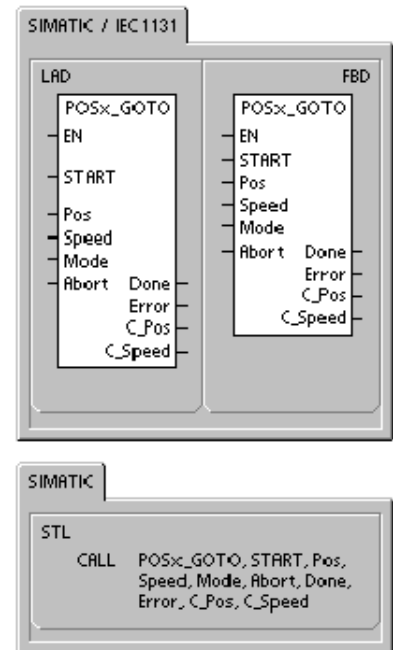 SIMATIC / IEC1131
LAD
POSx_GOTO
EN
START
Pos
Speed
Mode
Abort Done
Error
C_Pos
C_Speed
FBD
POSx_GOTO
EN
START
Pos
Speed
Mode
Abort Done
Error
C_Pos
C_Speed
SIMATIC
STL
CALL POSx_GOTO, START, Pos,
Speed, Mode, Abort, Done,
Error, C_Pos, C_Speed